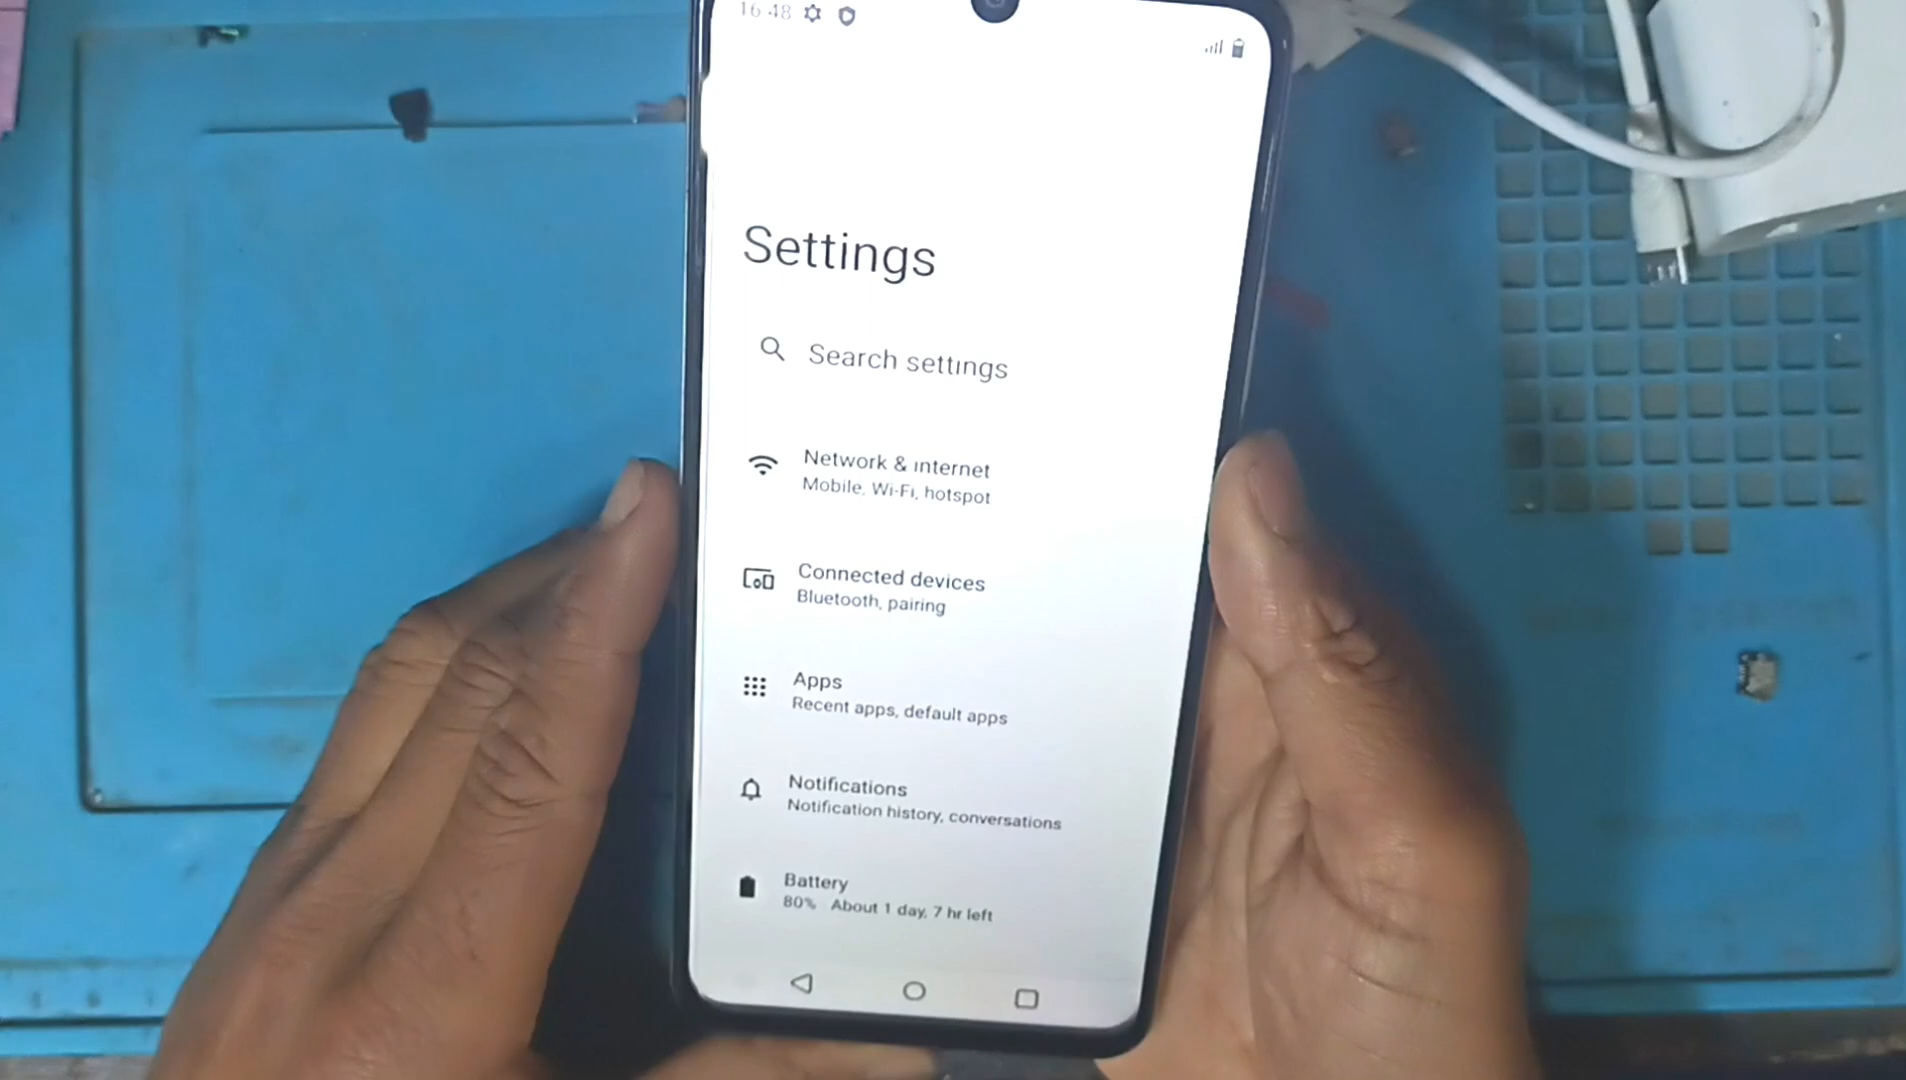 16 48
Settings
Search settings
Network & internet
Mobile, Wi-Fi, hotspot
Connected devices
Bluetooth, pairing
Apps
Recent apps, default apps
Notifications
Notification history, conversations
Battery
80% About 1 day, 7 hr left